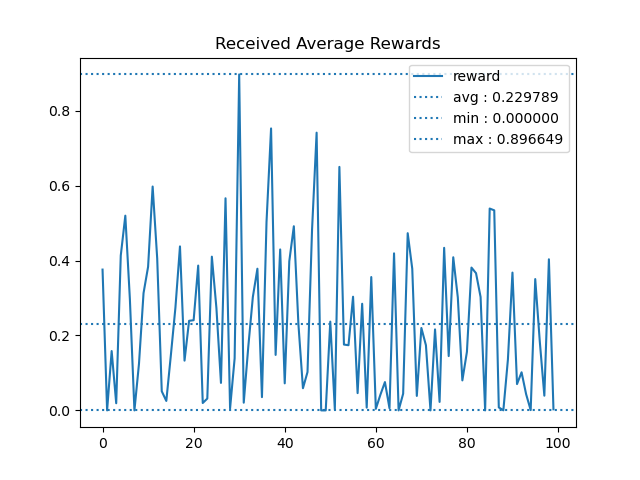 Received Average Rewards
reward
avg : 0.229789
min : 0.000000
max : 0.896649
0.8
0.6
0.4
0.2
0.0
0 20 40 60 80 100